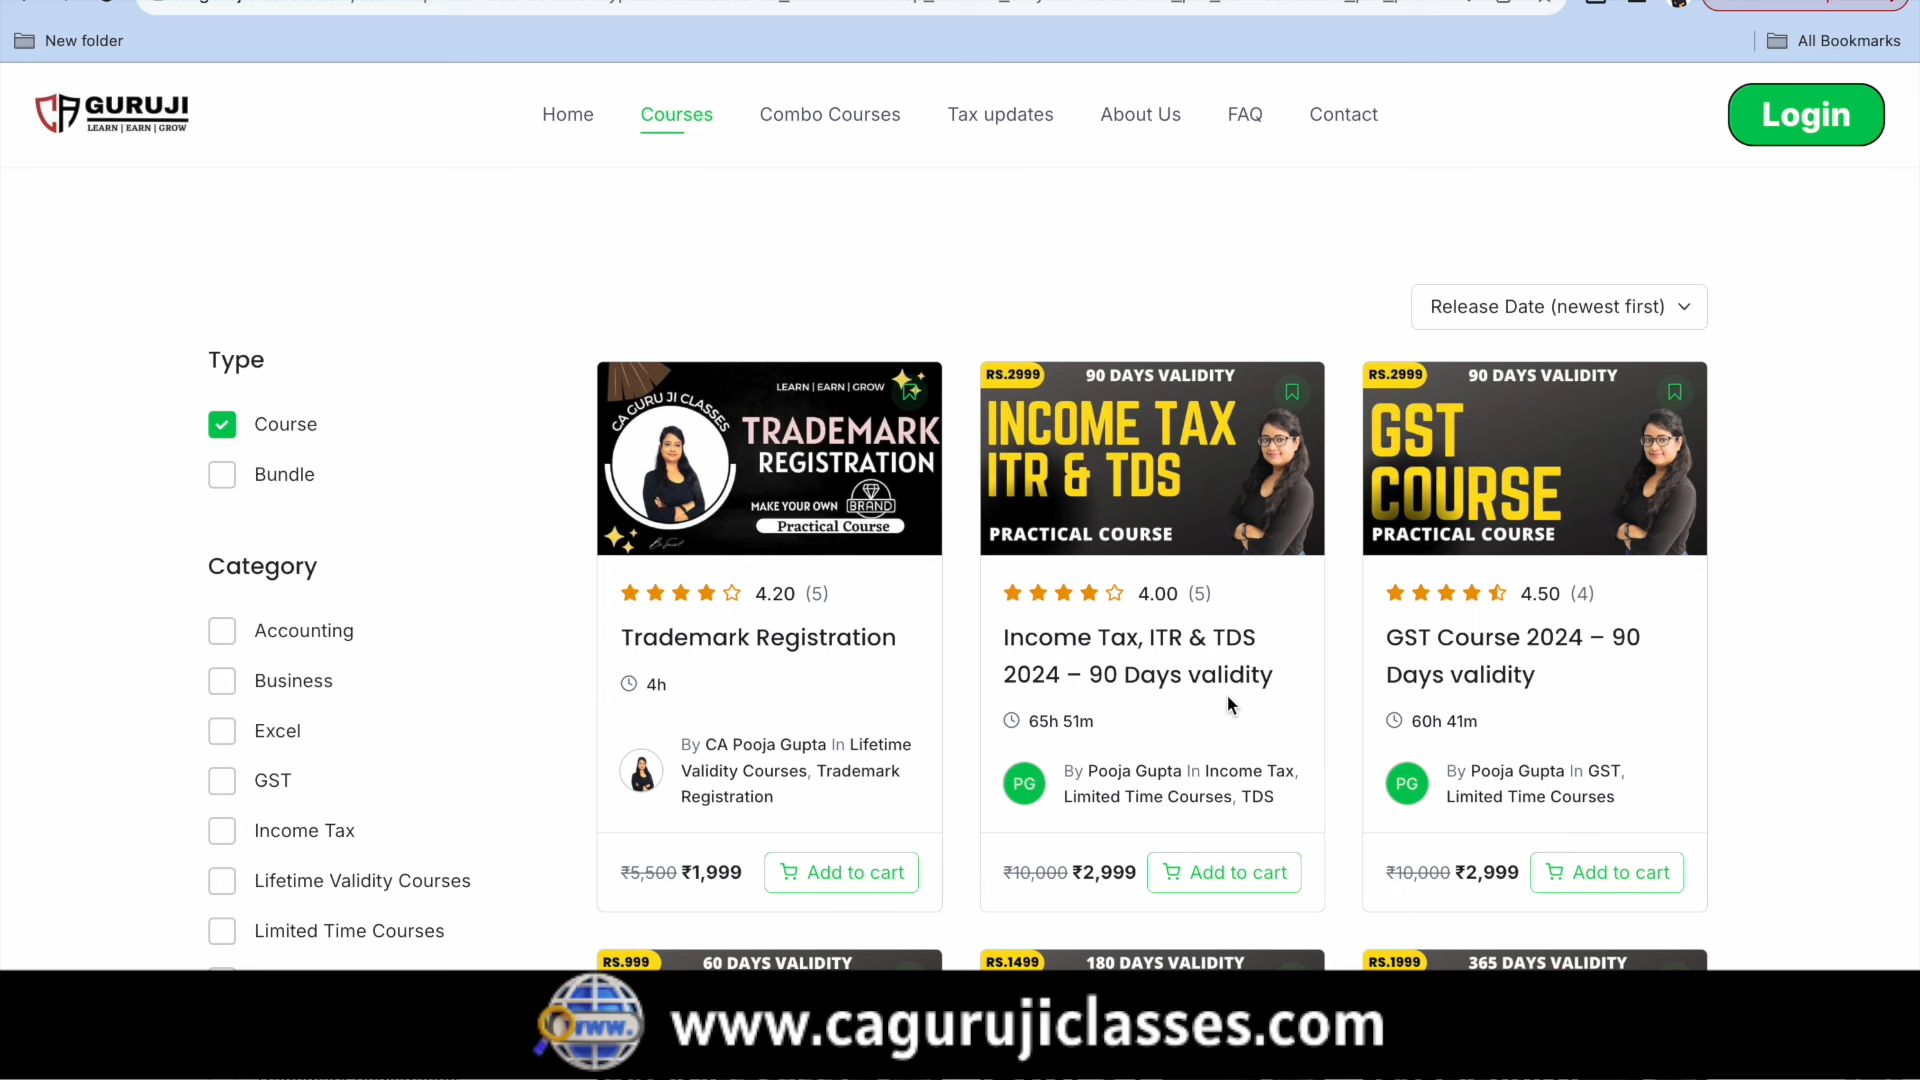 New folder
All Bookmarks
CA GURUJI
LEARN | EARN | GROW
Home
Courses
Combo Courses
Tax updates
About Us
FAQ
Contact
Login
Release Date (newest first)
Type
Course
Bundle
Category
Accounting
Business
Excel
GST
Income Tax
Lifetime Validity Courses
Limited Time Courses
LEARN | EARN | GROW
CA GURU JI CLASSES
TRADEMARK
REGISTRATION
MAKE YOUR OWN BRAND
Practical Course
4.20 (5)
Trademark Registration
4h
By CA Pooja Gupta In Lifetime
Validity Courses, Trademark
Registration
₹5,500 ₹1,999
Add to cart
RS.2999 90 DAYS VALIDITY
INCOME TAX
ITR & TDS
PRACTICAL COURSE
4.00 (5)
Income Tax, ITR & TDS
2024 – 90 Days validity
65h 51m
PG
By Pooja Gupta In Income Tax,
Limited Time Courses, TDS
₹10,000 ₹2,999
Add to cart
RS.2999 90 DAYS VALIDITY
GST
COURSE
PRACTICAL COURSE
4.50 (4)
GST Course 2024 – 90
Days validity
60h 41m
PG
By Pooja Gupta In GST,
Limited Time Courses
₹10,000 ₹2,999
Add to cart
RS.999 60 DAYS VALIDITY
RS.1499 180 DAYS VALIDITY
RS.1999 365 DAYS VALIDITY
www.
www.cagurujiclasses.com